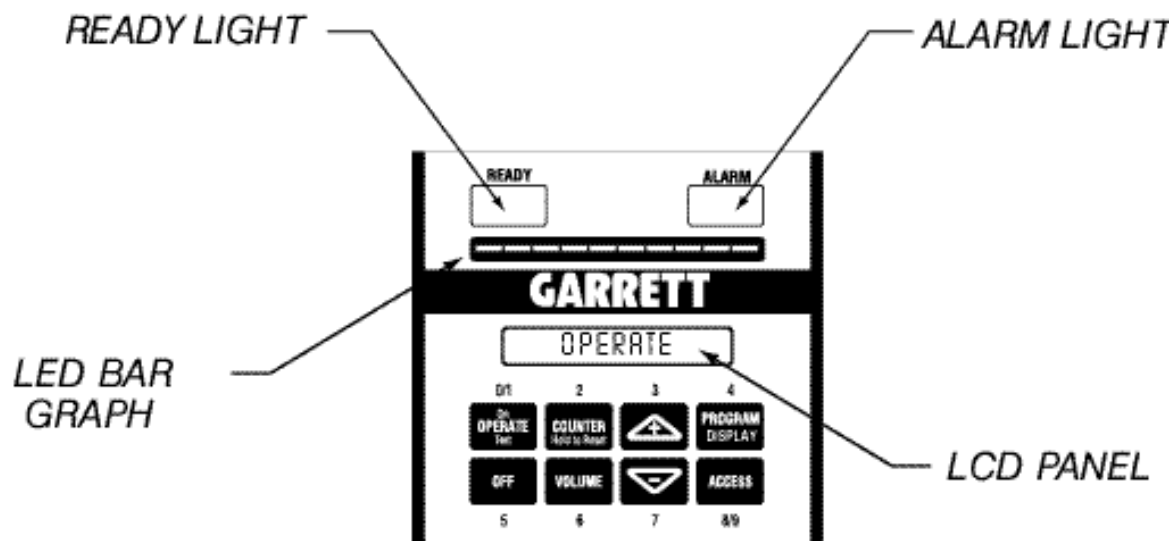 READY LIGHT
ALARM LIGHT
READY
ALARM
GARRETT
OPERATE
LED BAR
GRAPH
0/1 2 3 4
On
OPERATE
Test
COUNTER
Hold to Reset
+
PROGRAM
DISPLAY
OFF
VOLUME
−
ACCESS
5 6 7 8/9
LCD PANEL